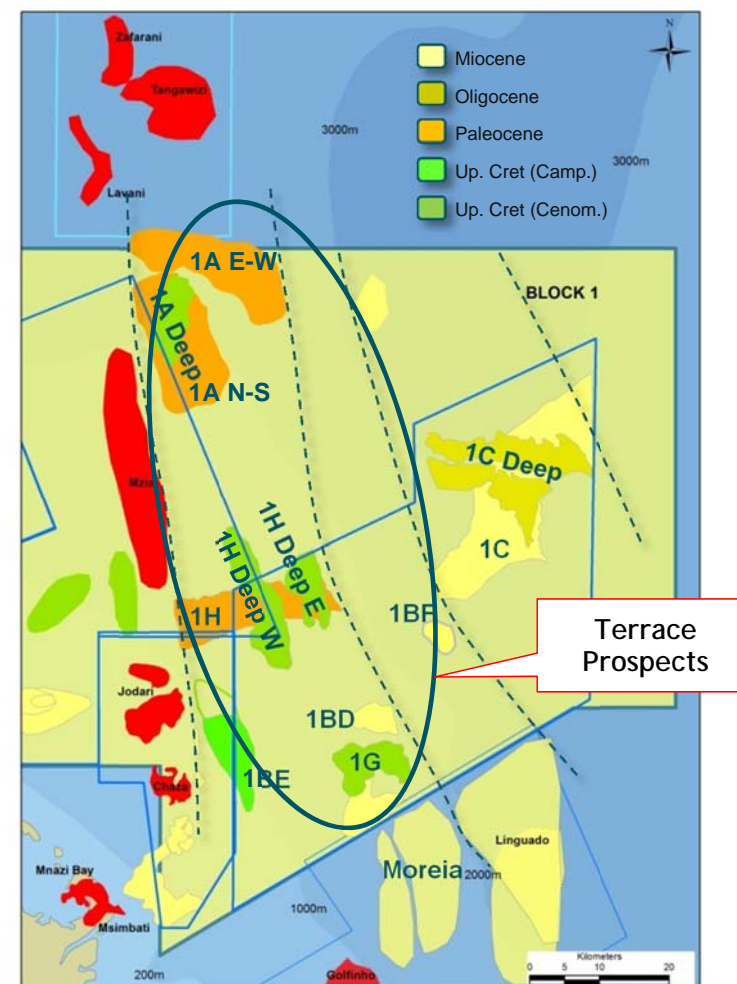 Zafarani
N
Miocene
Tangawizi
Oligocene
3000m
Paleocene
3000m
Up. Cret (Camp.)
Lavani
Up. Cret (Cenom.)
1A E-W
BLOCK 1
1A Deep
1A N-S
1C Deep
Mzia
1H Deep E
1H Deep W
1C
1H
1BF
Terrace
Prospects
Jodari
1BD
1G
1BE
Chaza
Linguado
Mnazi Bay
Moreia
2000m
1000m
Msimbati
Kilometers
200m
Golfinho
0 5 10 20